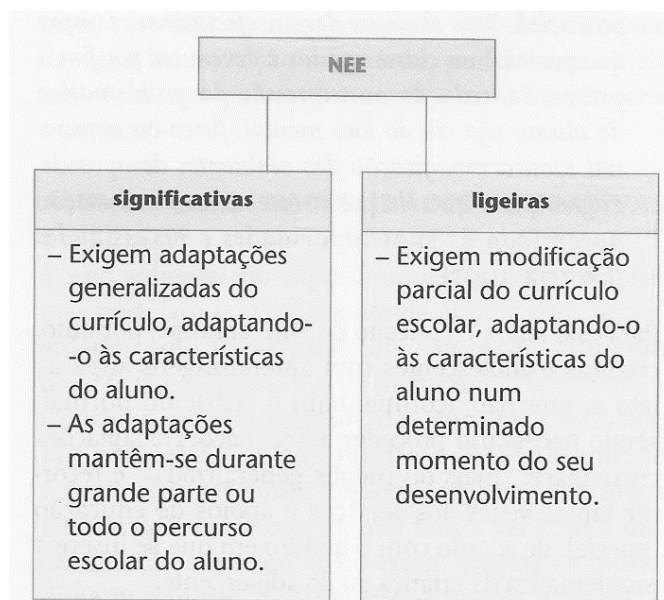 NEE
significativas
– Exigem adaptações
generalizadas do
currículo, adaptando-
-o às características
do aluno.
– As adaptações
mantêm-se durante
grande parte ou
todo o percurso
escolar do aluno.
ligeiras
– Exigem modificação
parcial do currículo
escolar, adaptando-o
às características do
aluno num
determinado
momento do seu
desenvolvimento.